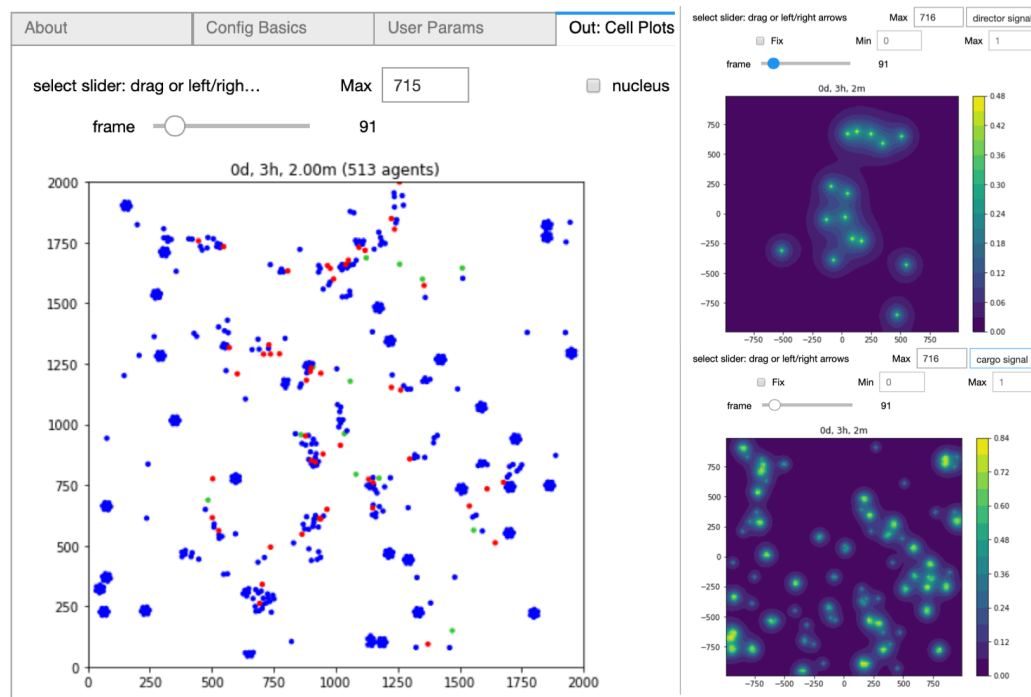 About Config Basics User Params Out: Cell Plots
select slider: drag or left/righ... Max 715 nucleus
frame 91
0d, 3h, 2.00m (513 agents)
2000
1750
1500
1250
1000
750
500
250
0
0 250 500 750 1000 1250 1500 1750 2000
select slider: drag or left/right arrows Max 716 director signal
Fix Min 0 Max 1
frame 91
0d, 3h, 2m
750
500
250
0
−250
−500
−750
−750 −500 −250 0 250 500 750
0.48
0.42
0.36
0.30
0.24
0.18
0.12
0.06
0.00
select slider: drag or left/right arrows Max 716 cargo signal
Fix Min 0 Max 1
frame 91
0d, 3h, 2m
750
500
250
0
−250
−500
−750
−750 −500 −250 0 250 500 750
0.84
0.72
0.60
0.48
0.36
0.24
0.12
0.00